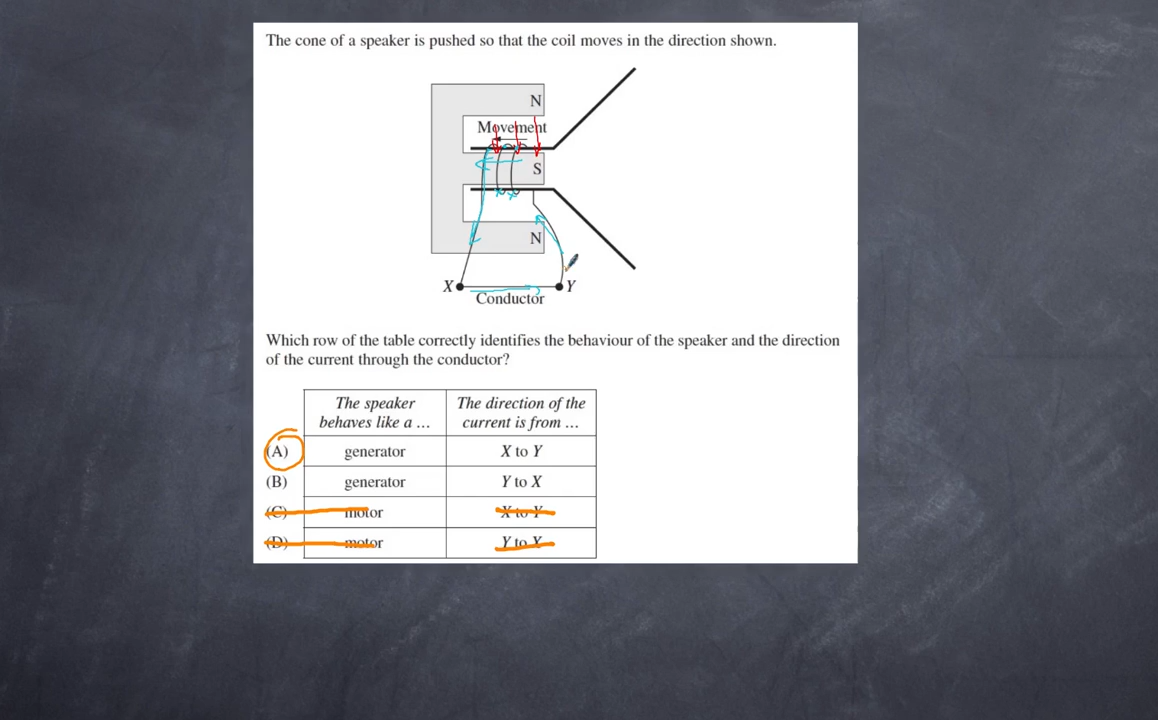 The cone of a speaker is pushed so that the coil moves in the direction shown.
N
Movement
S
N
X
Y
Conductor
Which row of the table correctly identifies the behaviour of the speaker and the direction
of the current through the conductor?
The speaker behaves like a ...
The direction of the current is from ...
(A) generator X to Y
(B) generator Y to X
(C) motor X to Y
(D) motor Y to X